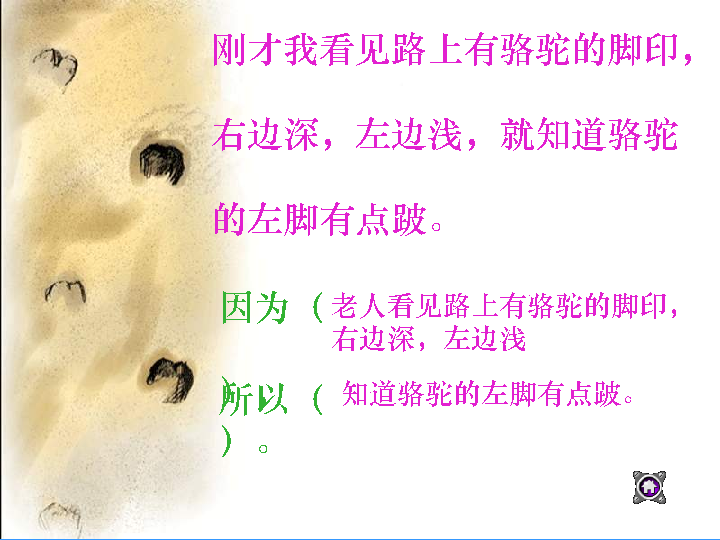 刚才我看见路上有骆驼的脚印，
右边深，左边浅，就知道骆驼
的左脚有点跛。
因为（老人看见路上有骆驼的脚印，
右边深，左边浅
）
所以（ 知道骆驼的左脚有点跛。
）。